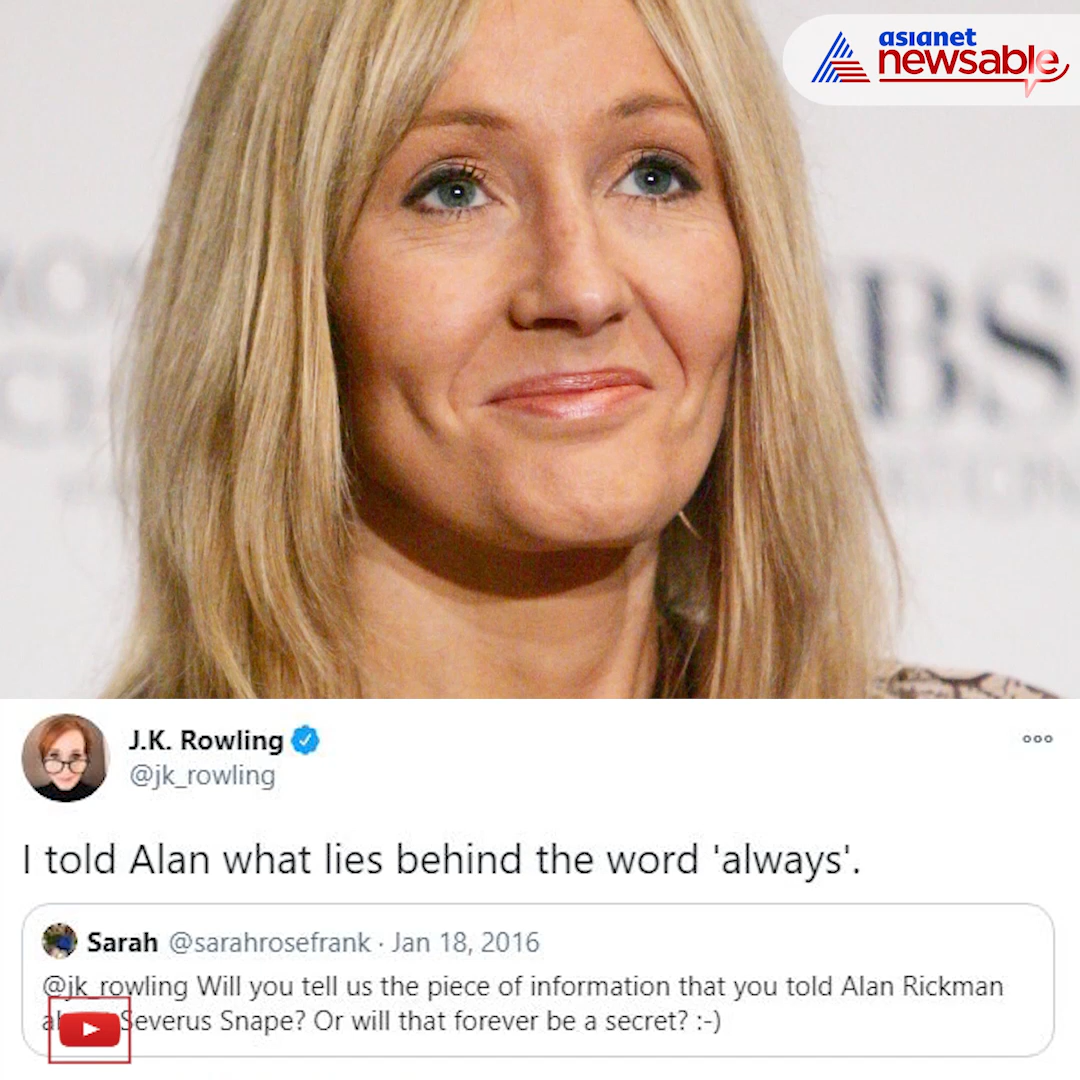 asianet
newsable
BS
J.K. Rowling
@jk_rowling
I told Alan what lies behind the word 'always'.
Sarah @sarahrosefrank · Jan 18, 2016
@jk_rowling Will you tell us the piece of information that you told Alan Rickman
Severus Snape? Or will that forever be a secret? :-)